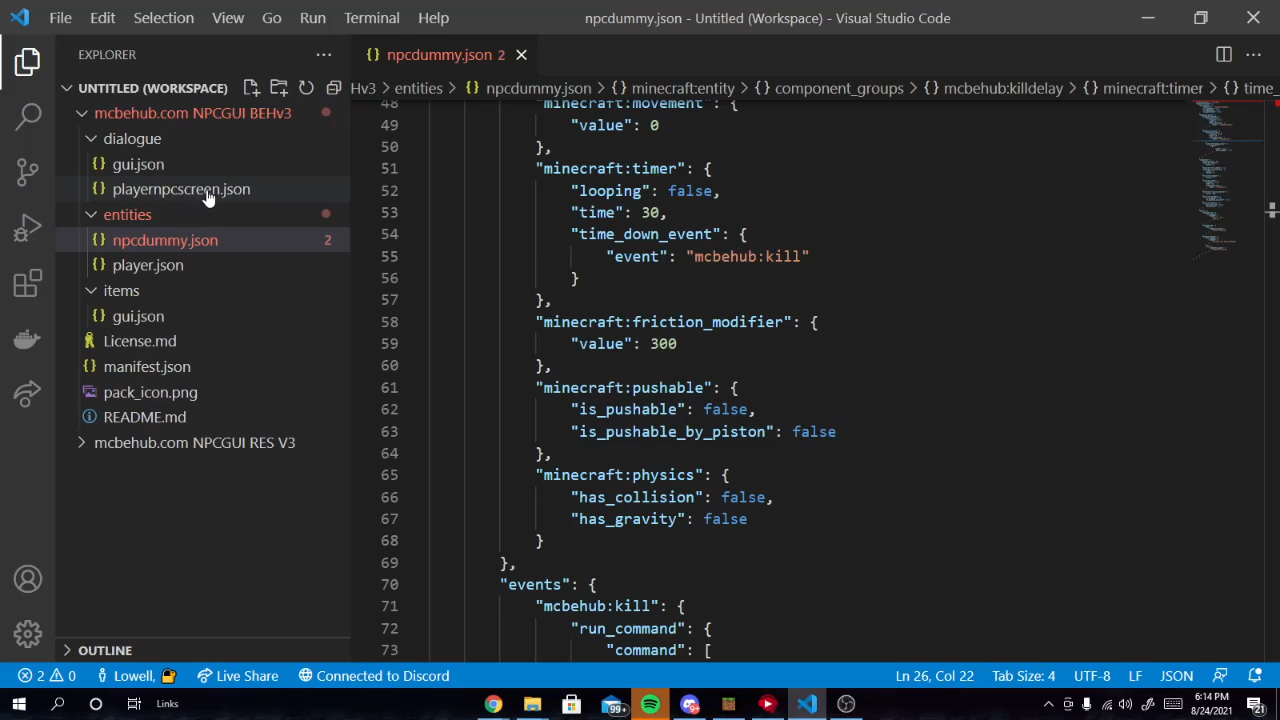 File Edit Selection View Go Run Terminal Help
npcdummy.json - Untitled (Workspace) - Visual Studio Code
EXPLORER
UNTITLED (WORKSPACE)
mcbehub.com NPCGUI BEHv3
dialogue
{} gui.json
{} playernpcscreen.json
entities
{} npcdummy.json 2
{} player.json
items
{} gui.json
License.md
{} manifest.json
pack_icon.png
README.md
mcbehub.com NPCGUI RES V3
OUTLINE
{} npcdummy.json 2
Hv3 > entities > {} npcdummy.json > {} minecraft:entity > {} component_groups > {} mcbehub:killdelay > {} minecraft:timer > {} time_
48 "minecraft:movement": {
49 "value": 0
50 },
51 "minecraft:timer": {
52 "looping": false,
53 "time": 30,
54 "time_down_event": {
55 "event": "mcbehub:kill"
56 }
57 },
58 "minecraft:friction_modifier": {
59 "value": 300
60 },
61 "minecraft:pushable": {
62 "is_pushable": false,
63 "is_pushable_by_piston": false
64 },
65 "minecraft:physics": {
66 "has_collision": false,
67 "has_gravity": false
68 }
69 },
70 "events": {
71 "mcbehub:kill": {
72 "run_command": {
73 "command": [
2 0 Lowell, Live Share Connected to Discord Ln 26, Col 22 Tab Size: 4 UTF-8 LF JSON
Links 99+ 6:14 PM
8/24/2021 21